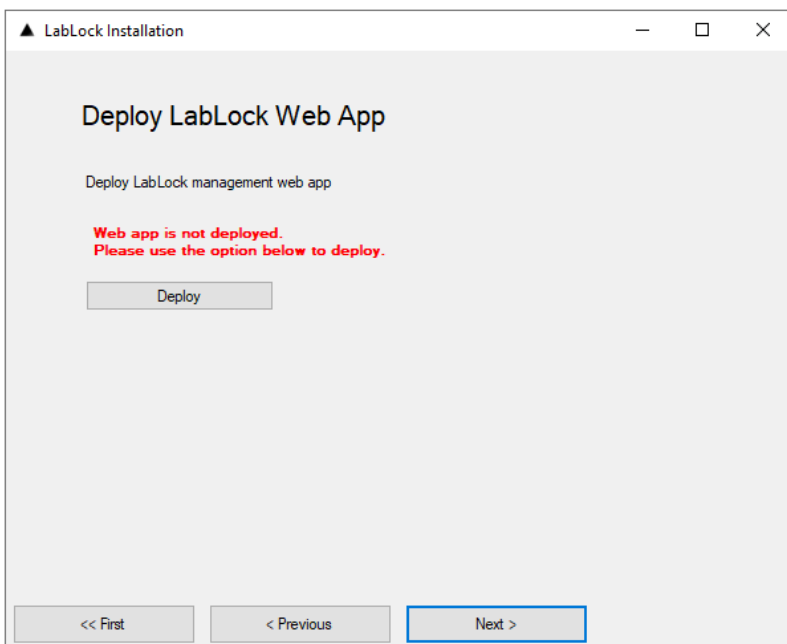 LabLock Installation
Deploy LabLock Web App
Deploy LabLock management web app
Web app is not deployed.
Please use the option below to deploy.
Deploy
<< First
< Previous
Next >